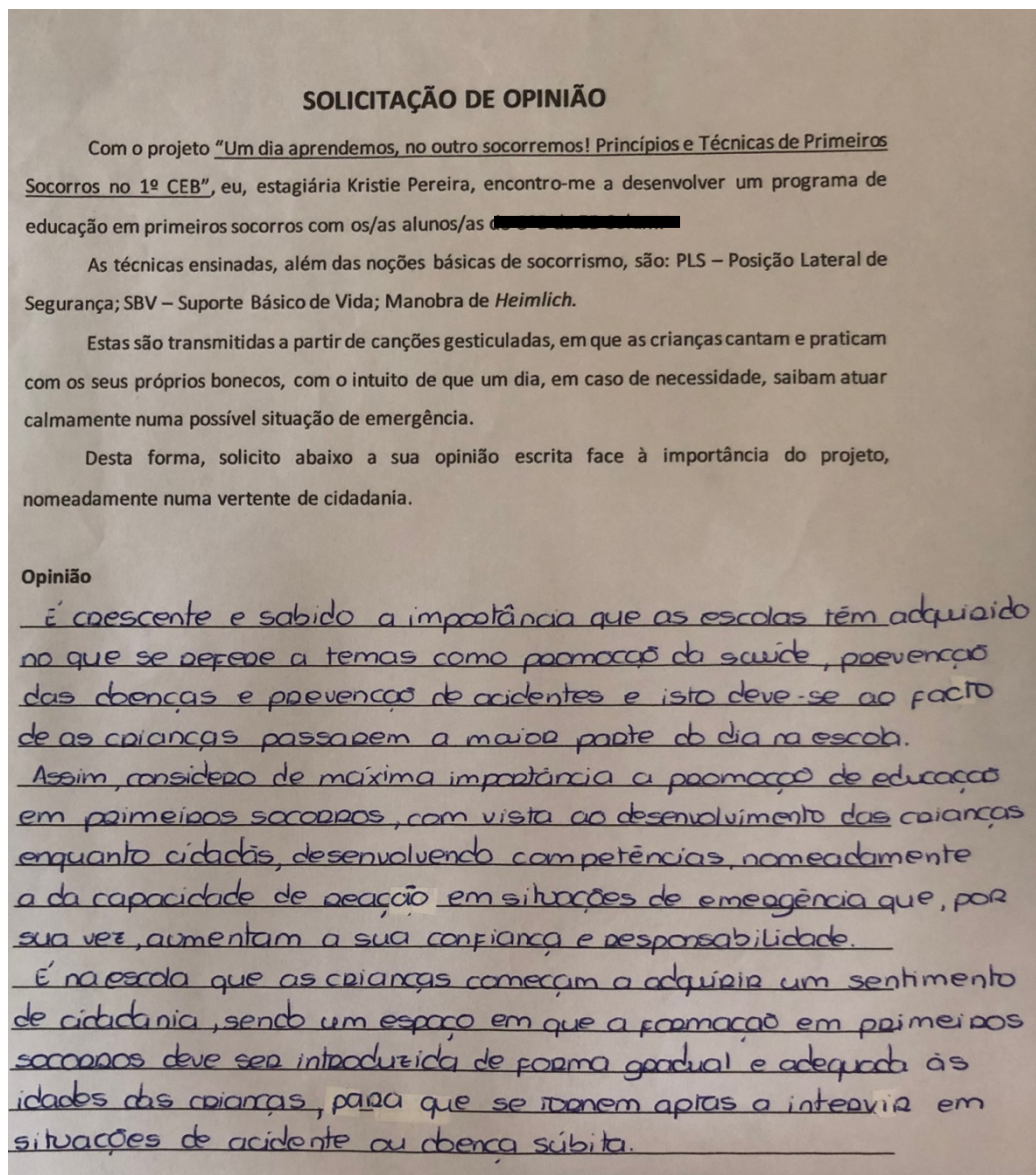 SOLICITAÇÃO DE OPINIÃO
Com o projeto "Um dia aprendemos, no outro socorremos! Princípios e Técnicas de Primeiros
Socorros no 1º CEB", eu, estagiária Kristie Pereira, encontro-me a desenvolver um programa de
educação em primeiros socorros com os/as alunos/as
As técnicas ensinadas, além das noções básicas de socorrismo, são: PLS – Posição Lateral de
Segurança; SBV – Suporte Básico de Vida; Manobra de Heimlich.
Estas são transmitidas a partir de canções gesticuladas, em que as crianças cantam e praticam
com os seus próprios bonecos, com o intuito de que um dia, em caso de necessidade, saibam atuar
calmamente numa possível situação de emergência.
Desta forma, solicito abaixo a sua opinião escrita face à importância do projeto,
nomeadamente numa vertente de cidadania.
Opinião
É crescente e sabido a importância que as escolas têm adquirido
no que se refere a temas como promoção da saúde, prevenção
das doenças e prevenção de acidentes e isto deve-se ao facto
de as crianças passarem a maior parte do dia na escola.
Assim, considero de máxima importância a promoção de educação
em primeiros socorros, com vista ao desenvolvimento das crianças
enquanto cidadãs, desenvolvendo competências, nomeadamente
a da capacidade de reacção em situações de emergência que, por
sua vez, aumentam a sua confiança e responsabilidade.
É na escola que as crianças começam a adquirir um sentimento
de cidadania, sendo um espaço em que a formação em primeiros
socorros deve ser introduzida de forma gradual e adequada às
idades das crianças, para que se tornem aptas a intervir em
situações de acidente ou doença súbita.